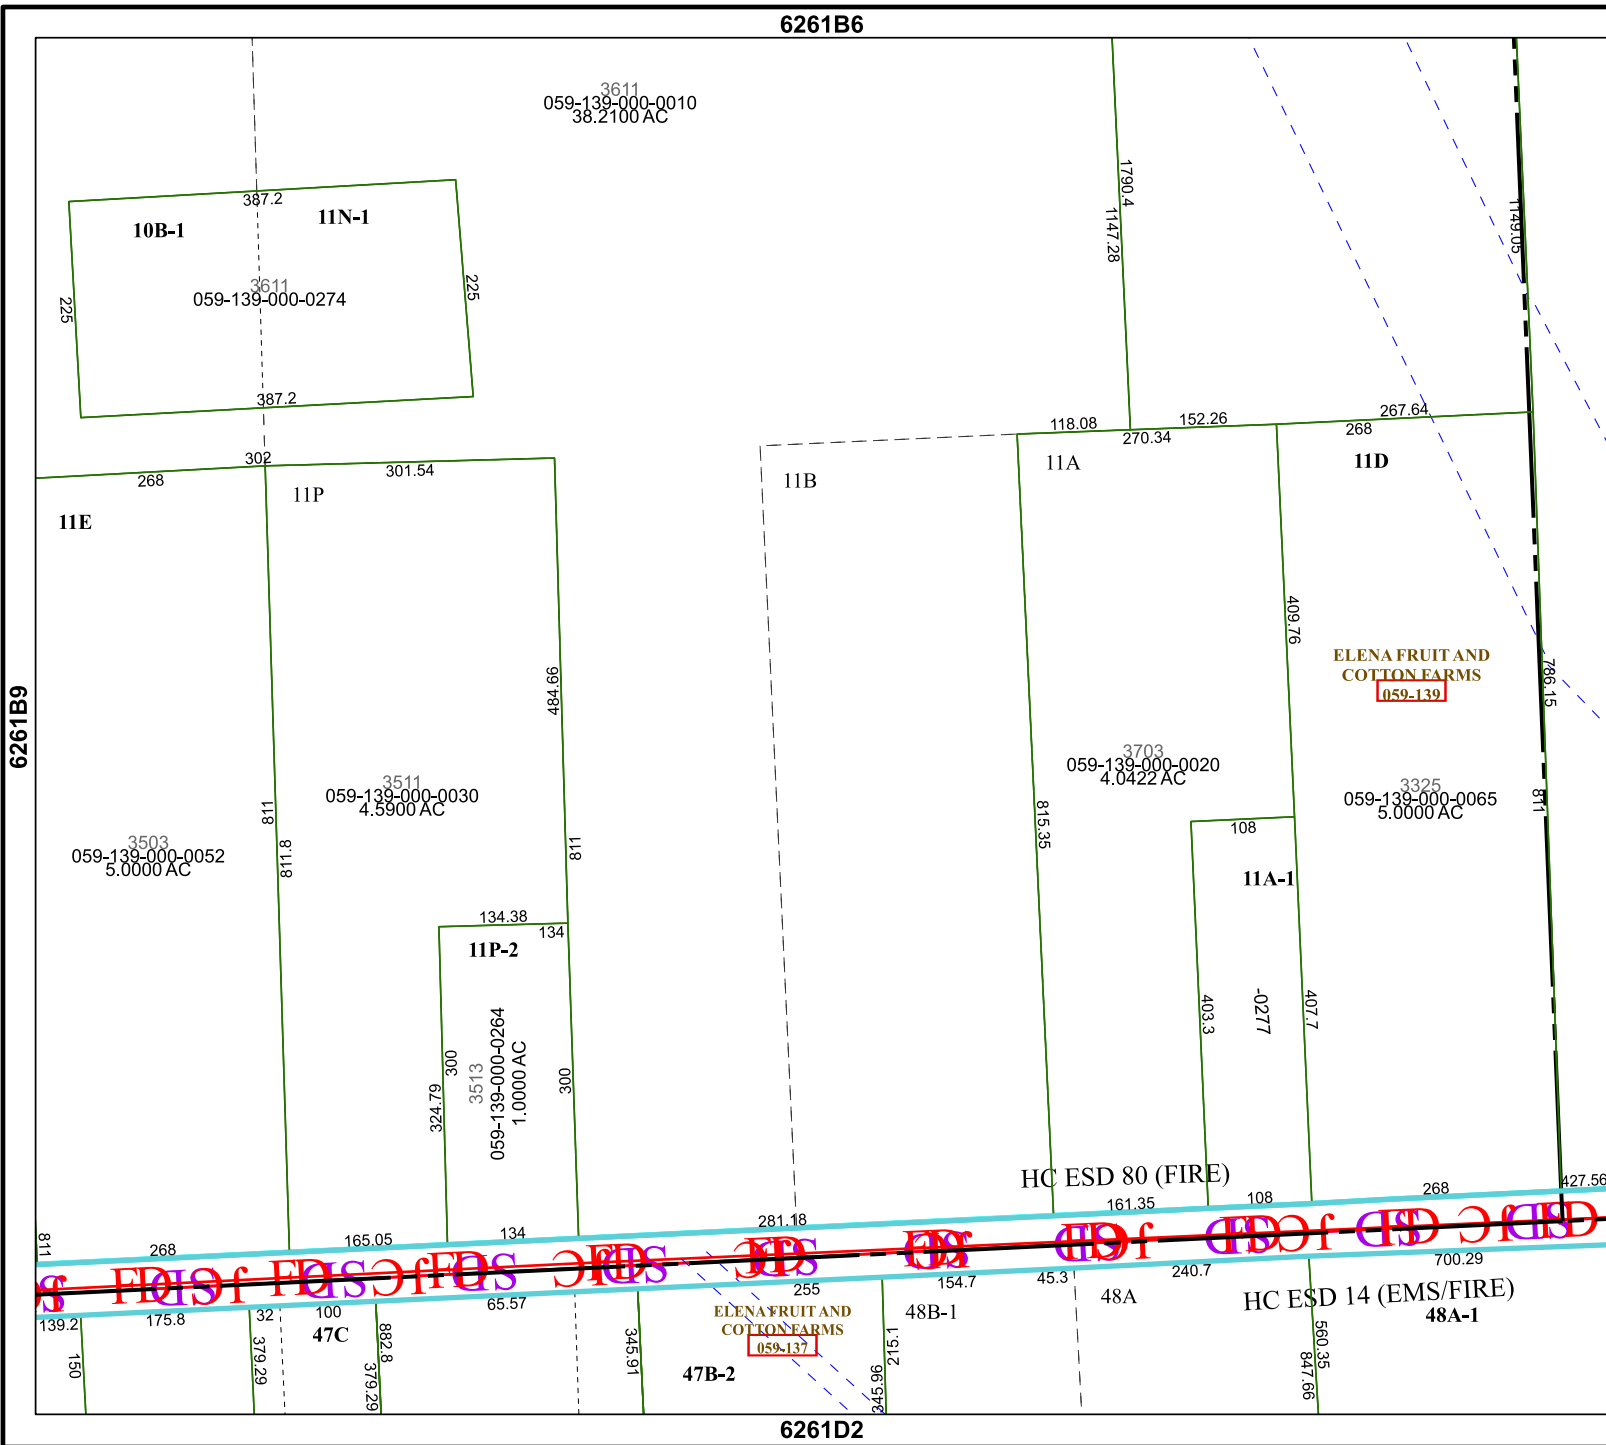 6261B6
3611
059-139-000-0010
38.2100 AC
1790.4
1147.28
1149.05
387.2
10B-1
11N-1
3611
059-139-000-0274
225
225
387.2
118.08
152.26
267.64
270.34
268
302
301.54
268
11P
11B
11A
11D
11E
409.76
484.66
ELENA FRUIT AND
COTTON FARMS
059-139
786.15
6261B9
3703
059-139-000-0020
4.0422 AC
3511
059-139-000-0030
4.5900 AC
3325
059-139-000-0065
5.0000 AC
811
811
811.8
811
815.35
108
3503
059-139-000-0052
5.0000 AC
11A-1
134.38
134
11P-2
-0277
403.3
407.7
3513
059-139-000-0264
1.0000 AC
300
300
324.79
HC ESD 80 (FIRE)
427.56
161.35
108
268
281.18
134
165.05
268
811
700.29
240.7
45.3
154.7
255
65.57
100
32
175.8
139.2
HC ESD 14 (EMS/FIRE)
48A
48A-1
48B-1
ELENA FRUIT AND
COTTON FARMS
059-137
47C
47B-2
150
379.29
882.8
379.29
345.91
215.1
345.66
560.35
847.66
6261D2